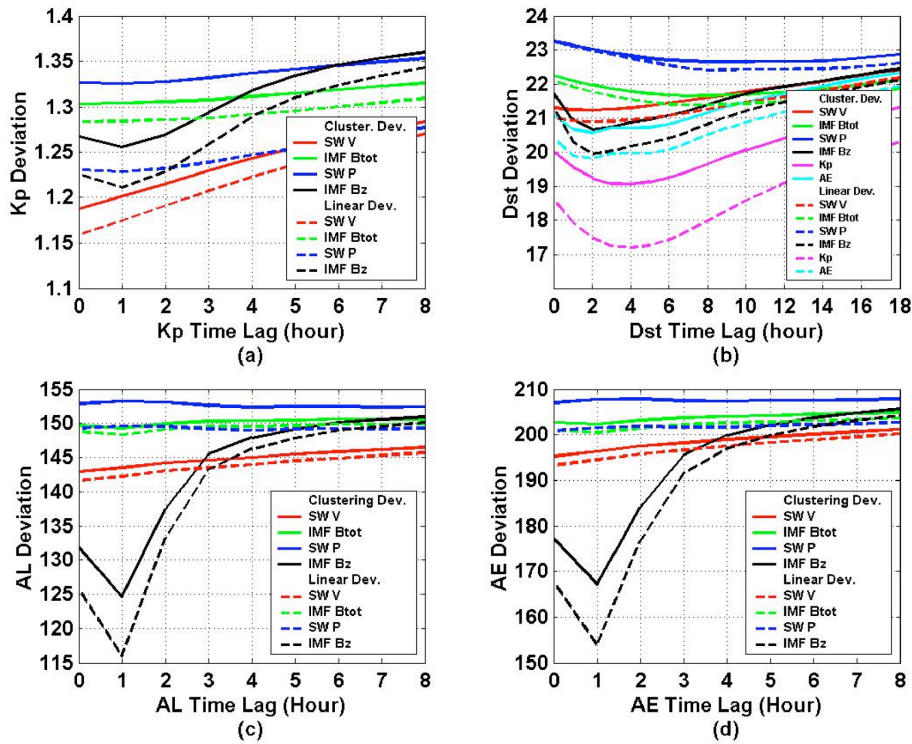 1.4
1.35
1.3
1.25
1.2
1.15
1.1
Kp Deviation
Cluster. Dev.
SW V
IMF Btot
SW P
IMF Bz
Linear Dev.
SW V
IMF Btot
SW P
IMF Bz
0 1 2 3 4 5 6 7 8
Kp Time Lag (hour)
(a)
24
23
22
21
20
19
18
17
Dst Deviation
Cluster. Dev.
SW V
IMF Btot
SW P
IMF Bz
Kp
AE
Linear Dev.
SW V
IMF Btot
SW P
IMF Bz
Kp
AE
0 2 4 6 8 10 12 14 16 18
Dst Time Lag (hour)
(b)
155
150
145
140
135
130
125
120
115
AL Deviation
Clustering Dev.
SW V
IMF Btot
SW P
IMF Bz
Linear Dev.
SW V
IMF Btot
SW P
IMF Bz
0 1 2 3 4 5 6 7 8
AL Time Lag (Hour)
(c)
210
200
190
180
170
160
150
AE Deviation
Clustering Dev.
SW V
IMF Btot
SW P
IMF Bz
Linear Dev.
SW V
IMF Btot
SW P
IMF Bz
0 1 2 3 4 5 6 7 8
AE Time Lag (Hour)
(d)